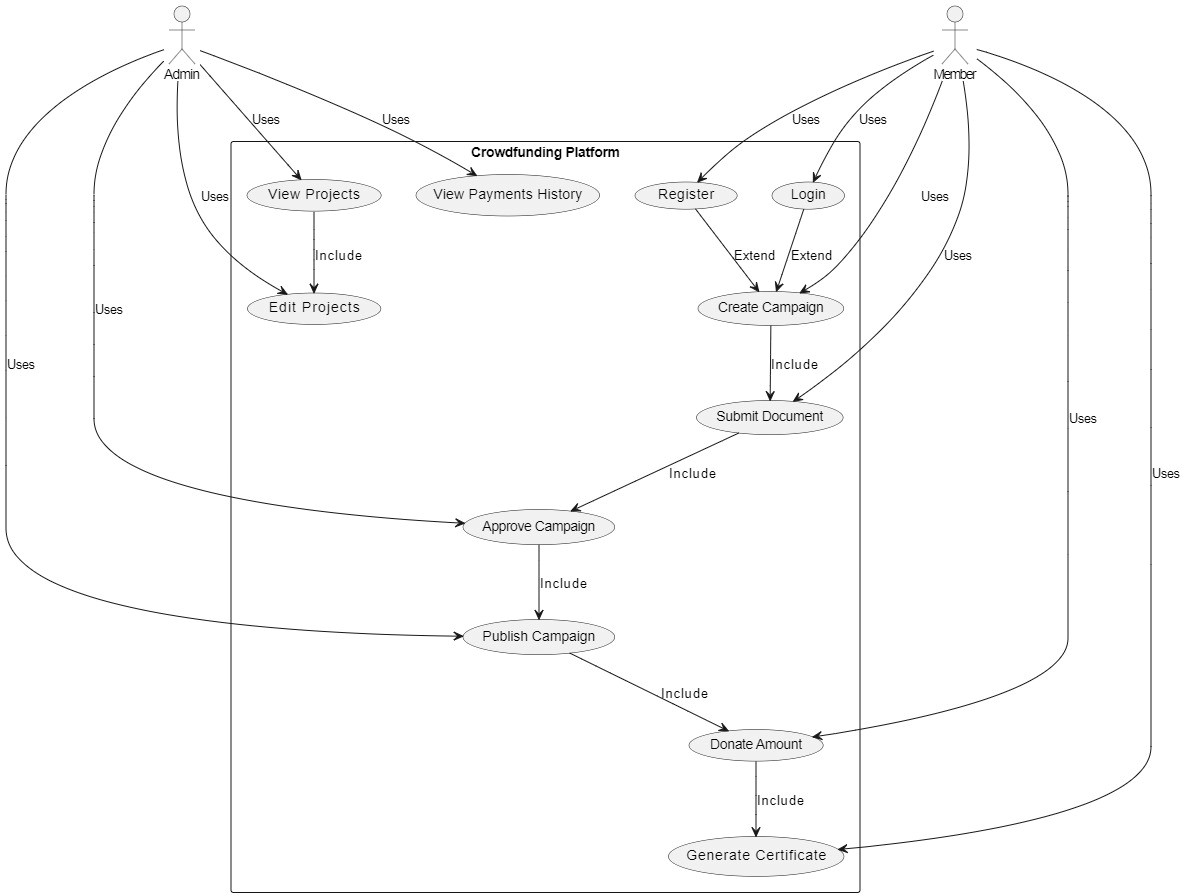 Admin
Member
Uses
Uses
Uses
Uses
Crowdfunding Platform
View Projects
View Payments History
Register
Login
Uses
Uses
Include
Extend
Extend
Uses
Edit Projects
Create Campaign
Uses
Uses
Include
Submit Document
Uses
Include
Uses
Approve Campaign
Include
Publish Campaign
Include
Donate Amount
Include
Generate Certificate